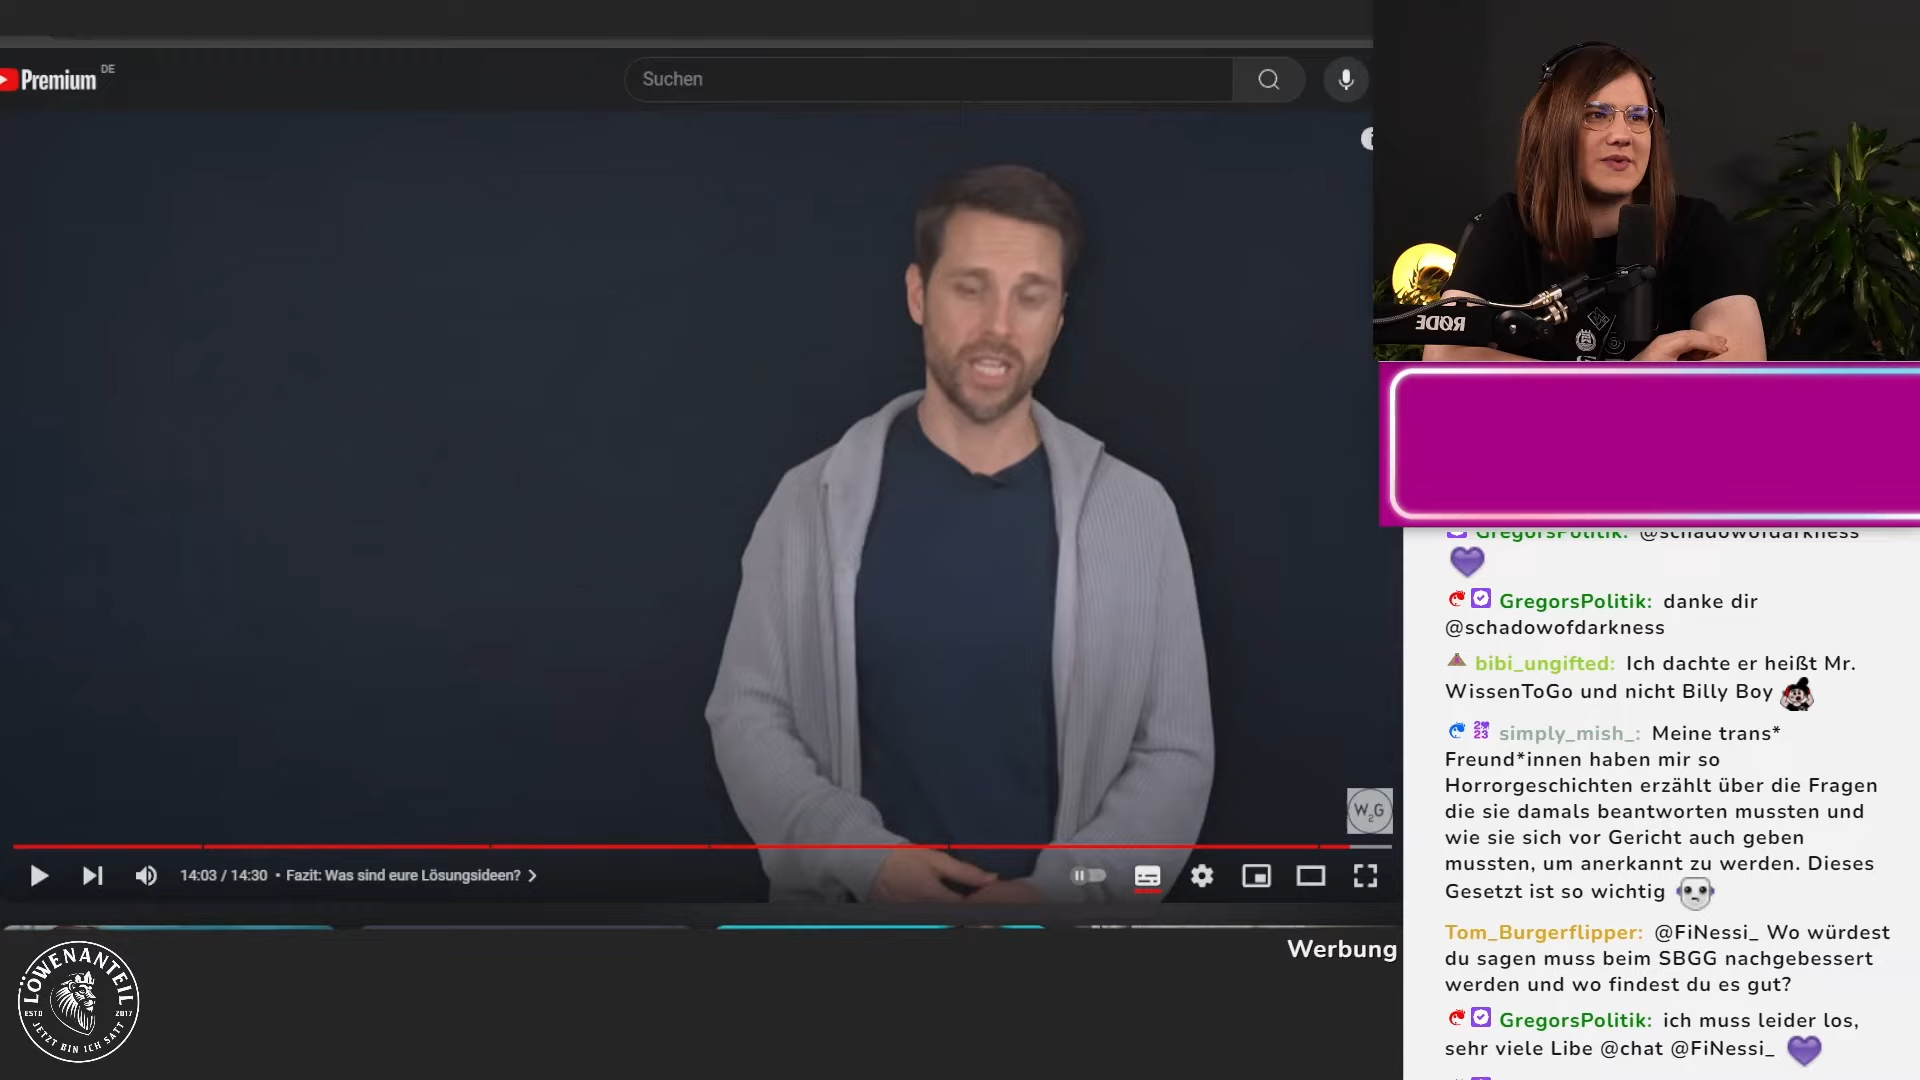 Premium DE
Suchen
RØDE
W2G
14:03 / 14:30 • Fazit: Was sind eure Lösungsideen?
Werbung
LÖWENANTEIL
ESTD 2017
JETZT BIN ICH SATT
GregorsPolitik: @schadowofdarkness
GregorsPolitik: danke dir
@schadowofdarkness
bibi_ungifted: Ich dachte er heißt Mr.
WissenToGo und nicht Billy Boy
simply_mish_: Meine trans*
Freund*innen haben mir so
Horrorgeschichten erzählt über die Fragen
die sie damals beantworten mussten und
wie sie sich vor Gericht auch geben
mussten, um anerkannt zu werden. Dieses
Gesetzt ist so wichtig
Tom_Burgerflipper: @FiNessi_ Wo würdest
du sagen muss beim SBGG nachgebessert
werden und wo findest du es gut?
GregorsPolitik: ich muss leider los,
sehr viele Libe @chat @FiNessi_